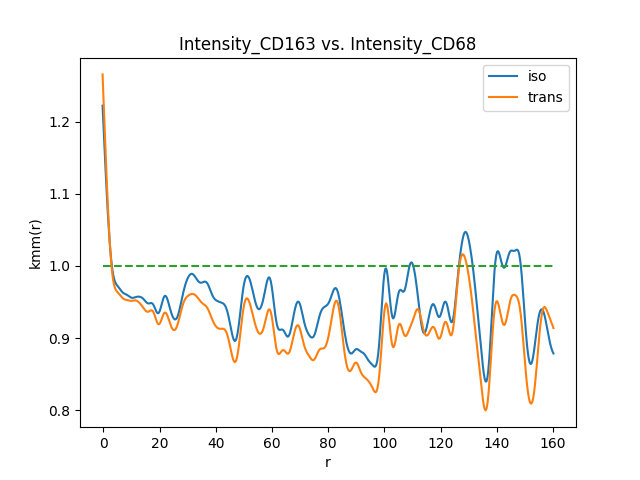 Intensity_CD163 vs. Intensity_CD68
iso
trans
kmm(r)
1.2
1.1
1.0
0.9
0.8
0 20 40 60 80 100 120 140 160
r